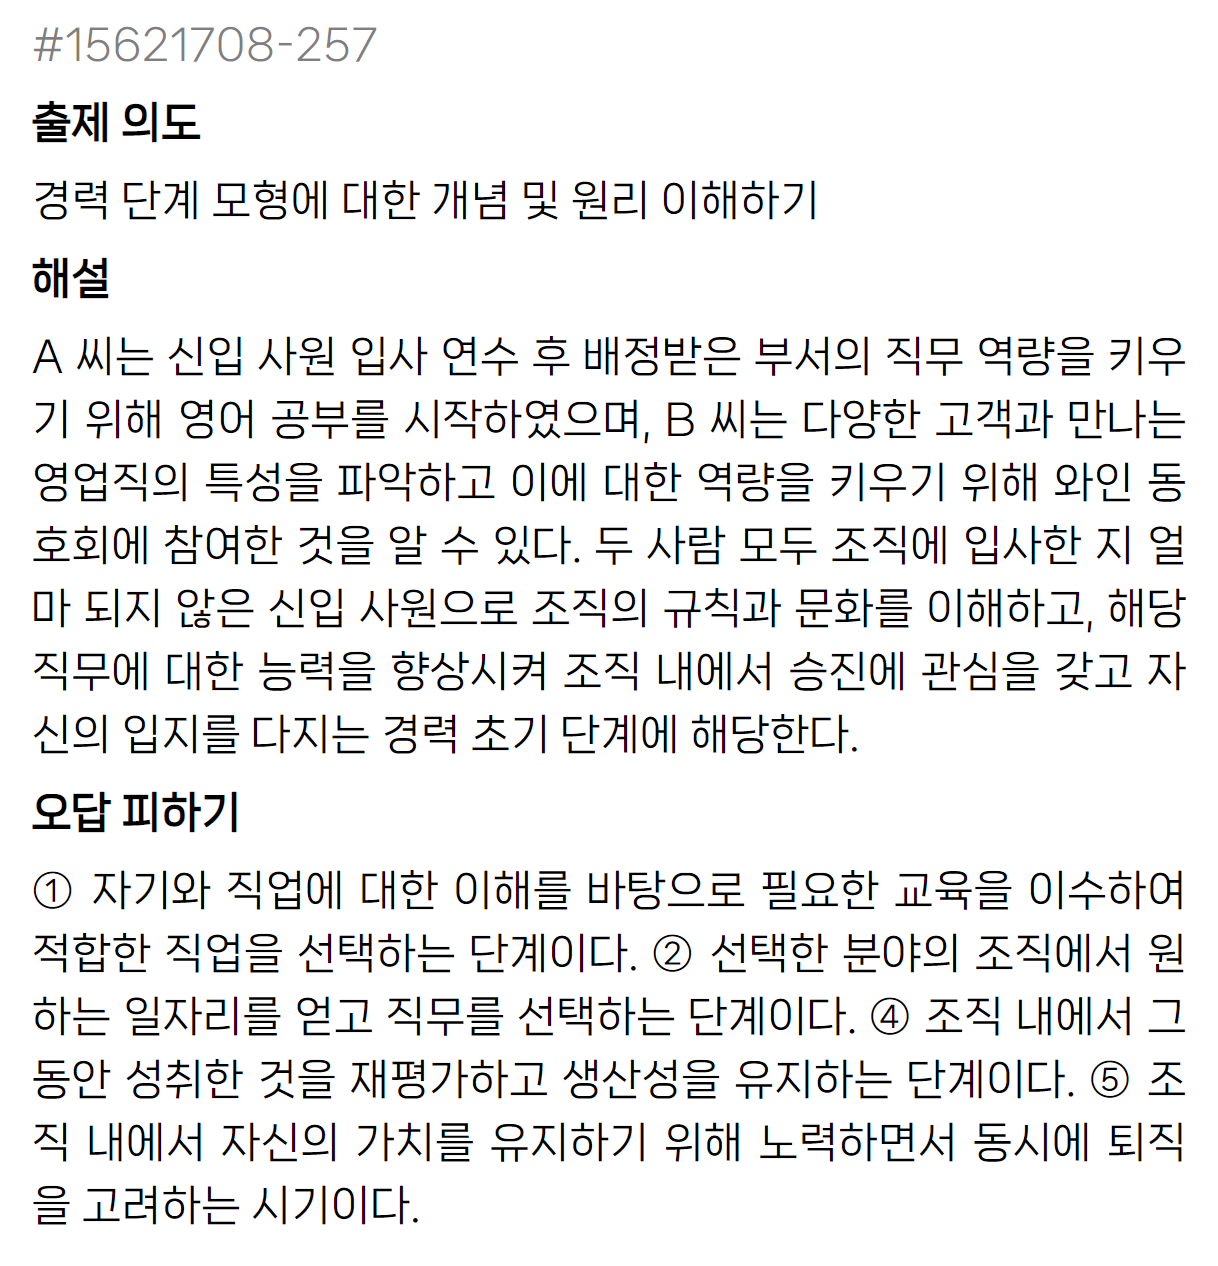 #15621708-257
출제 의도
경력 단계 모형에 대한 개념 및 원리 이해하기
해설
A 씨는 신입 사원 입사 연수 후 배정받은 부서의 직무 역량을 키우
기 위해 영어 공부를 시작하였으며, B 씨는 다양한 고객과 만나는
영업직의 특성을 파악하고 이에 대한 역량을 키우기 위해 와인 동
호회에 참여한 것을 알 수 있다. 두 사람 모두 조직에 입사한 지 얼
마 되지 않은 신입 사원으로 조직의 규칙과 문화를 이해하고, 해당
직무에 대한 능력을 향상시켜 조직 내에서 승진에 관심을 갖고 자
신의 입지를 다지는 경력 초기 단계에 해당한다.
오답 피하기
① 자기와 직업에 대한 이해를 바탕으로 필요한 교육을 이수하여
적합한 직업을 선택하는 단계이다. ② 선택한 분야의 조직에서 원
하는 일자리를 얻고 직무를 선택하는 단계이다. ④ 조직 내에서 그
동안 성취한 것을 재평가하고 생산성을 유지하는 단계이다. ⑤ 조
직 내에서 자신의 가치를 유지하기 위해 노력하면서 동시에 퇴직
을 고려하는 시기이다.